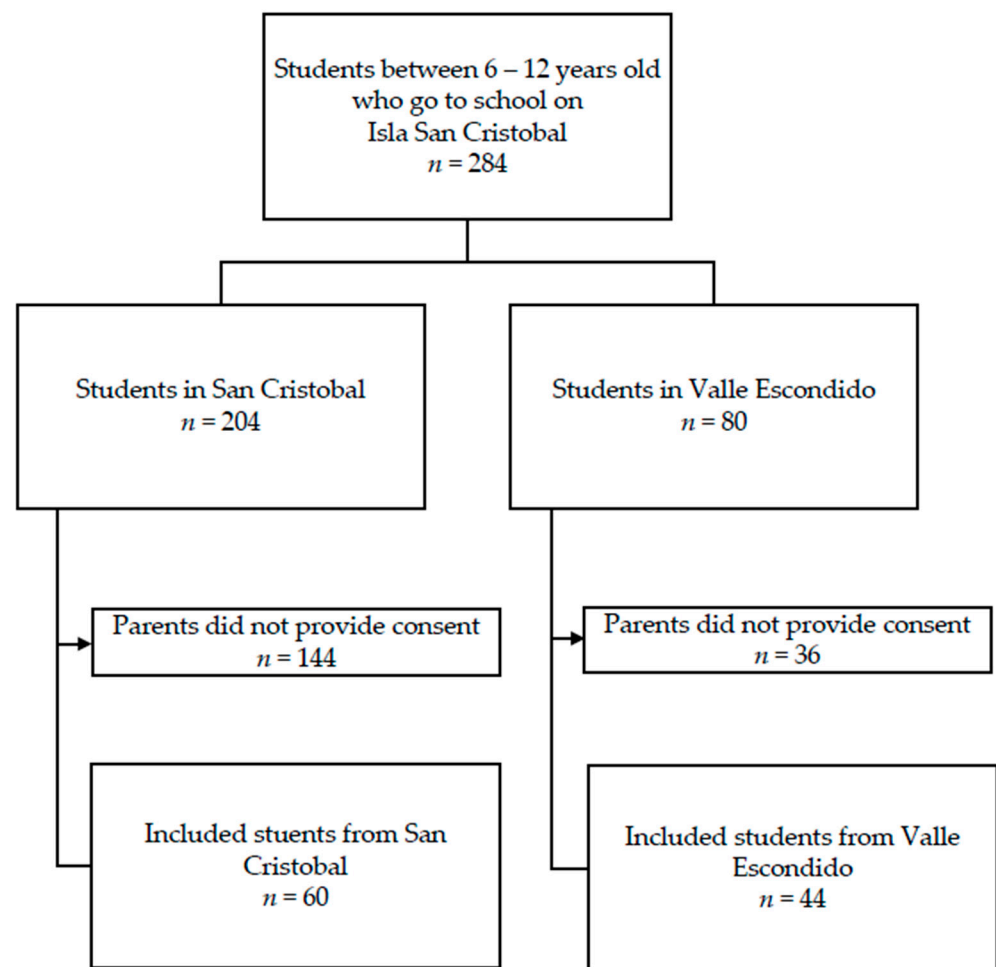 Students between 6 – 12 years old
who go to school on
Isla San Cristobal
n = 284
Students in San Cristobal
n = 204
Students in Valle Escondido
n = 80
Parents did not provide consent
n = 144
Parents did not provide consent
n = 36
Included stuents from San
Cristobal
n = 60
Included students from Valle
Escondido
n = 44